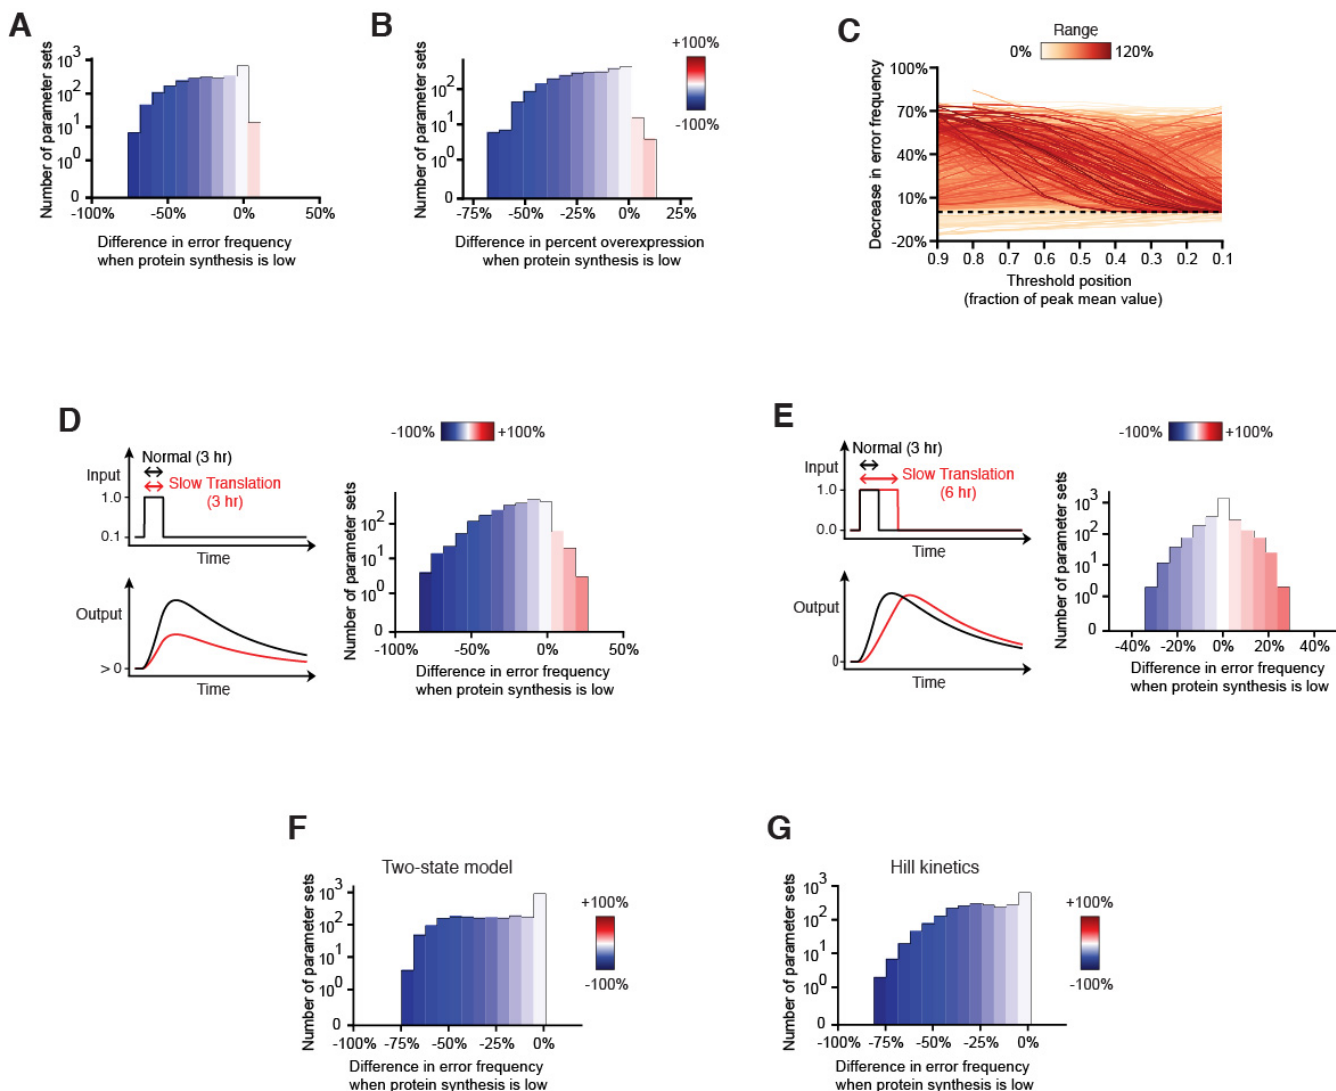 A
Number of parameter sets
10^3
10^2
10^1
10^0
0
-100%
-50%
0%
50%
Difference in error frequency
when protein synthesis is low
B
Number of parameter sets
10^2
10^1
10^0
0
-75%
-50%
-25%
0%
25%
Difference in percent overexpression
when protein synthesis is low
+100%
-100%
C
Range
0%
120%
Decrease in error frequency
100%
70%
40%
10%
-20%
0.9
0.8
0.7
0.6
0.5
0.4
0.3
0.2
0.1
Threshold position
(fraction of peak mean value)
D
Normal (3 hr)
Slow Translation
(3 hr)
Input
1.0
0.1
Time
Output
> 0
Time
-100%
+100%
Number of parameter sets
10^2
10^1
10^0
0
-100%
-50%
0%
50%
Difference in error frequency
when protein synthesis is low
E
Normal (3 hr)
Slow Translation
(6 hr)
Input
1.0
0.0
Time
Output
0
Time
-100%
+100%
Number of parameter sets
10^3
10^2
10^1
10^0
0
-40%
-20%
0%
20%
40%
Difference in error frequency
when protein synthesis is low
F
Two-state model
Number of parameter sets
10^3
10^2
10^1
10^0
0
-100%
-75%
-50%
-25%
0%
Difference in error frequency
when protein synthesis is low
+100%
-100%
G
Hill kinetics
Number of parameter sets
10^3
10^2
10^1
10^0
0
-100%
-75%
-50%
-25%
0%
Difference in error frequency
when protein synthesis is low
+100%
-100%